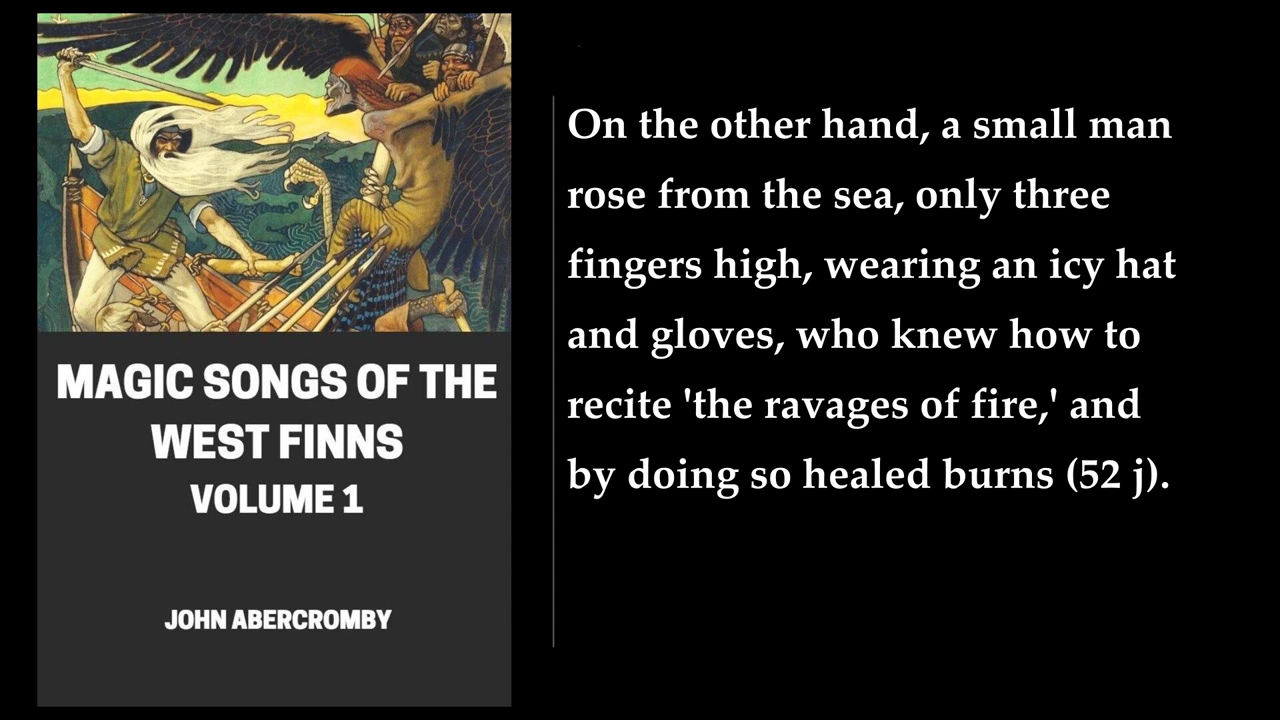 MAGIC SONGS OF THE
WEST FINNS
VOLUME 1
JOHN ABERCROMBY
On the other hand, a small man
rose from the sea, only three
fingers high, wearing an icy hat
and gloves, who knew how to
recite 'the ravages of fire,' and
by doing so healed burns (52 j).